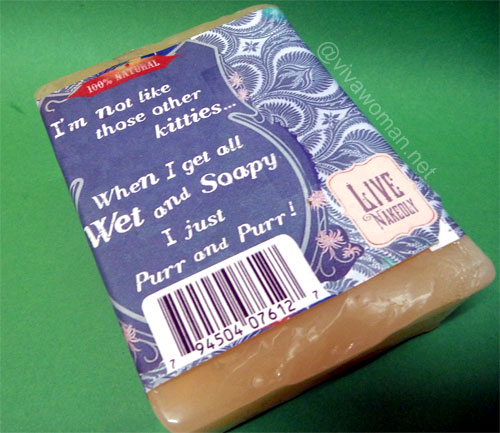 100% NATURAL
I'm not like
those other
kitties...
When I get all
Wet and Soapy
I just
Purr and Purr!
LIVE
NAKEDLY
7 94504 07612 7
@vivawoman.net